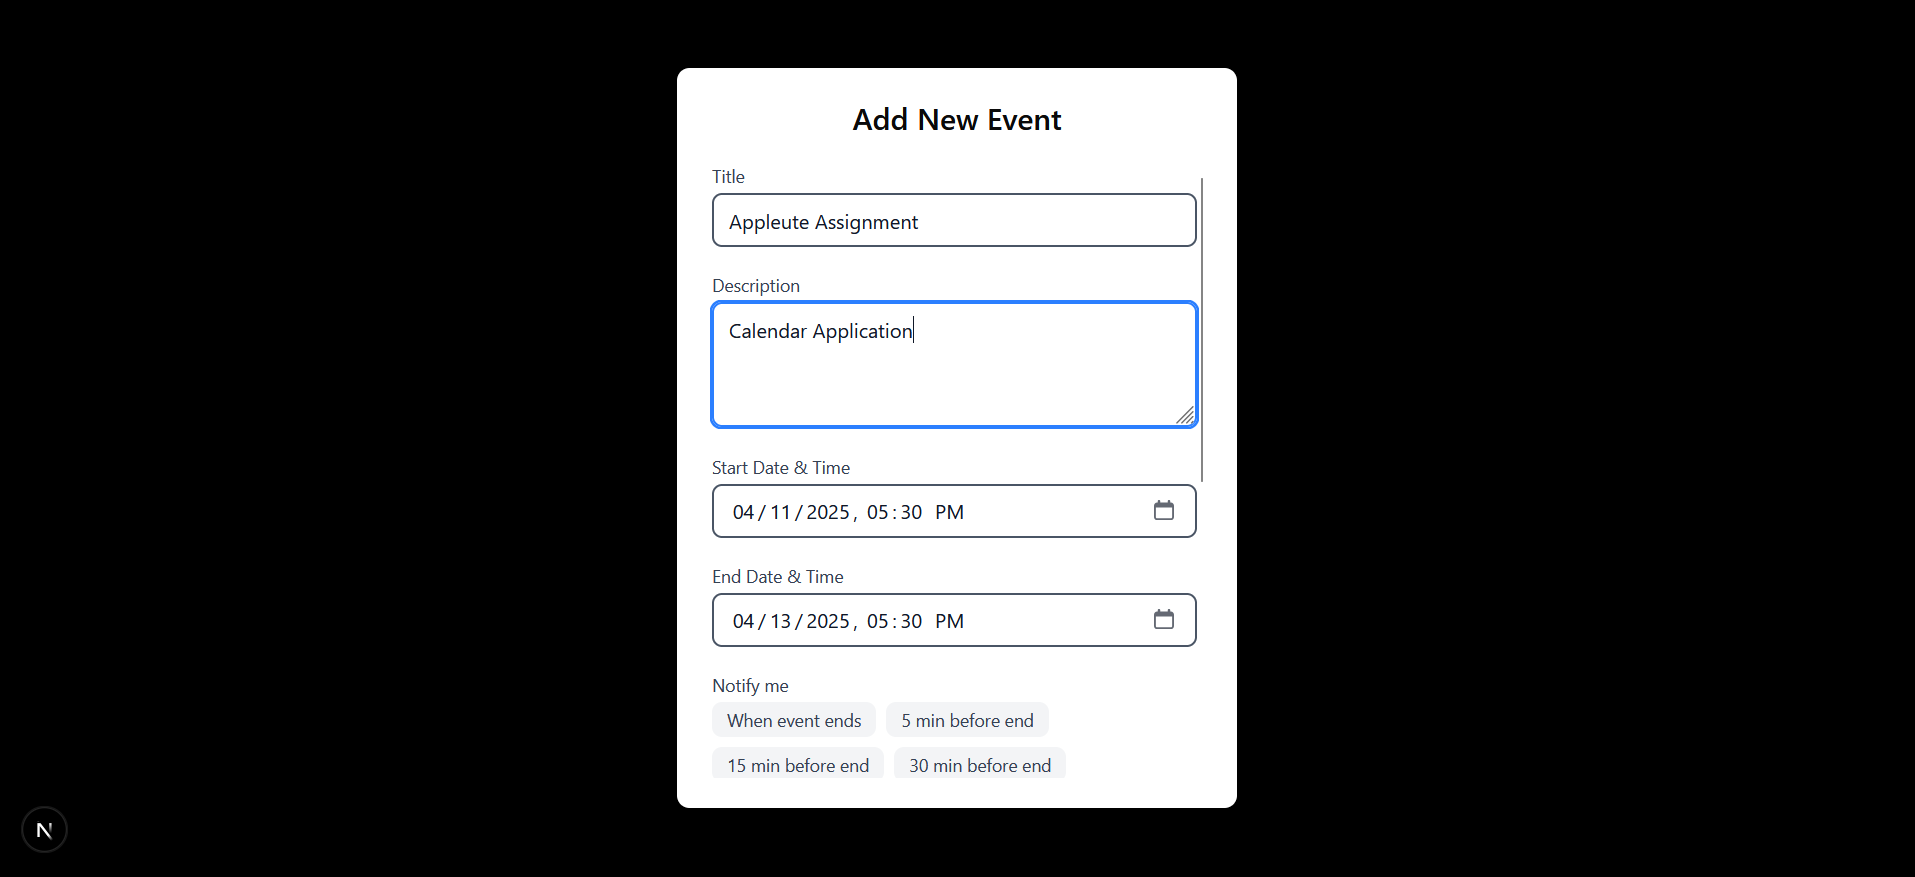 Add New Event
Title
Appleute Assignment
Description
Calendar Application
Start Date & Time
04/11/2025, 05:30 PM
End Date & Time
04/13/2025, 05:30 PM
Notify me
When event ends 5 min before end
15 min before end 30 min before end
N